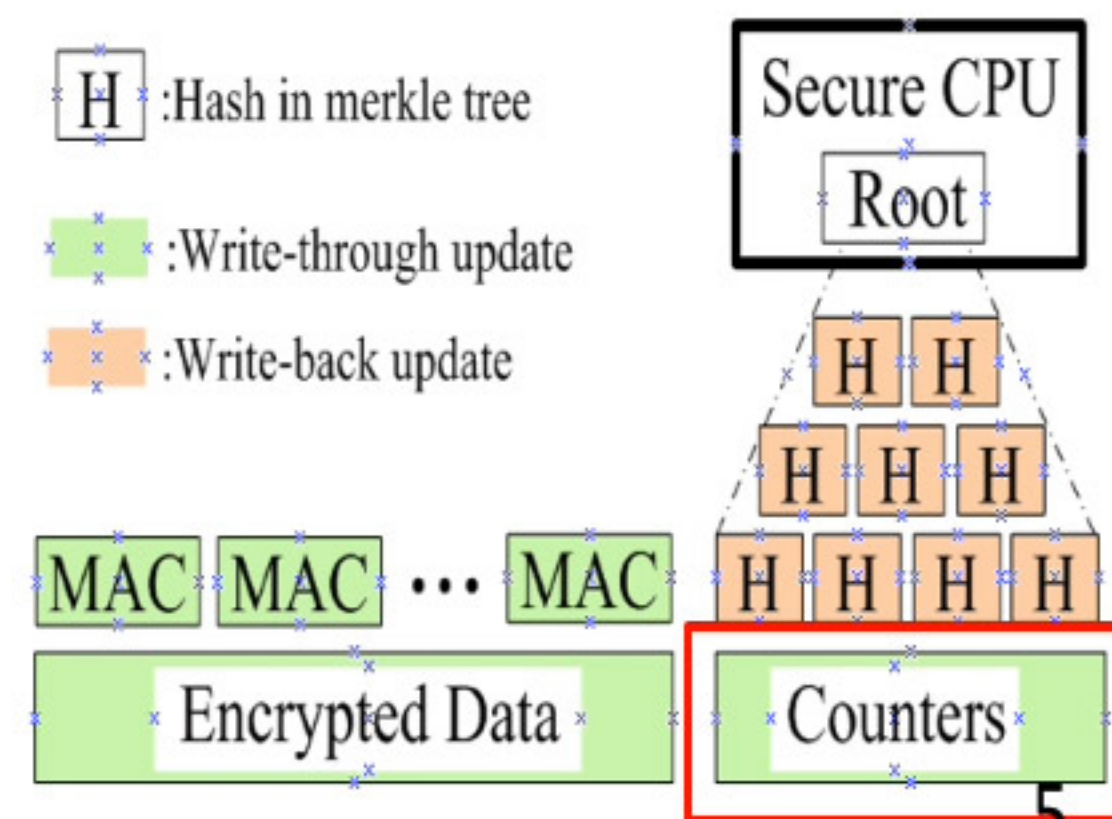 H :Hash in merkle tree
:Write-through update
:Write-back update
Secure CPU
Root
H H
H H H
MAC MAC ••• MAC H H H H
Encrypted Data Counters
5